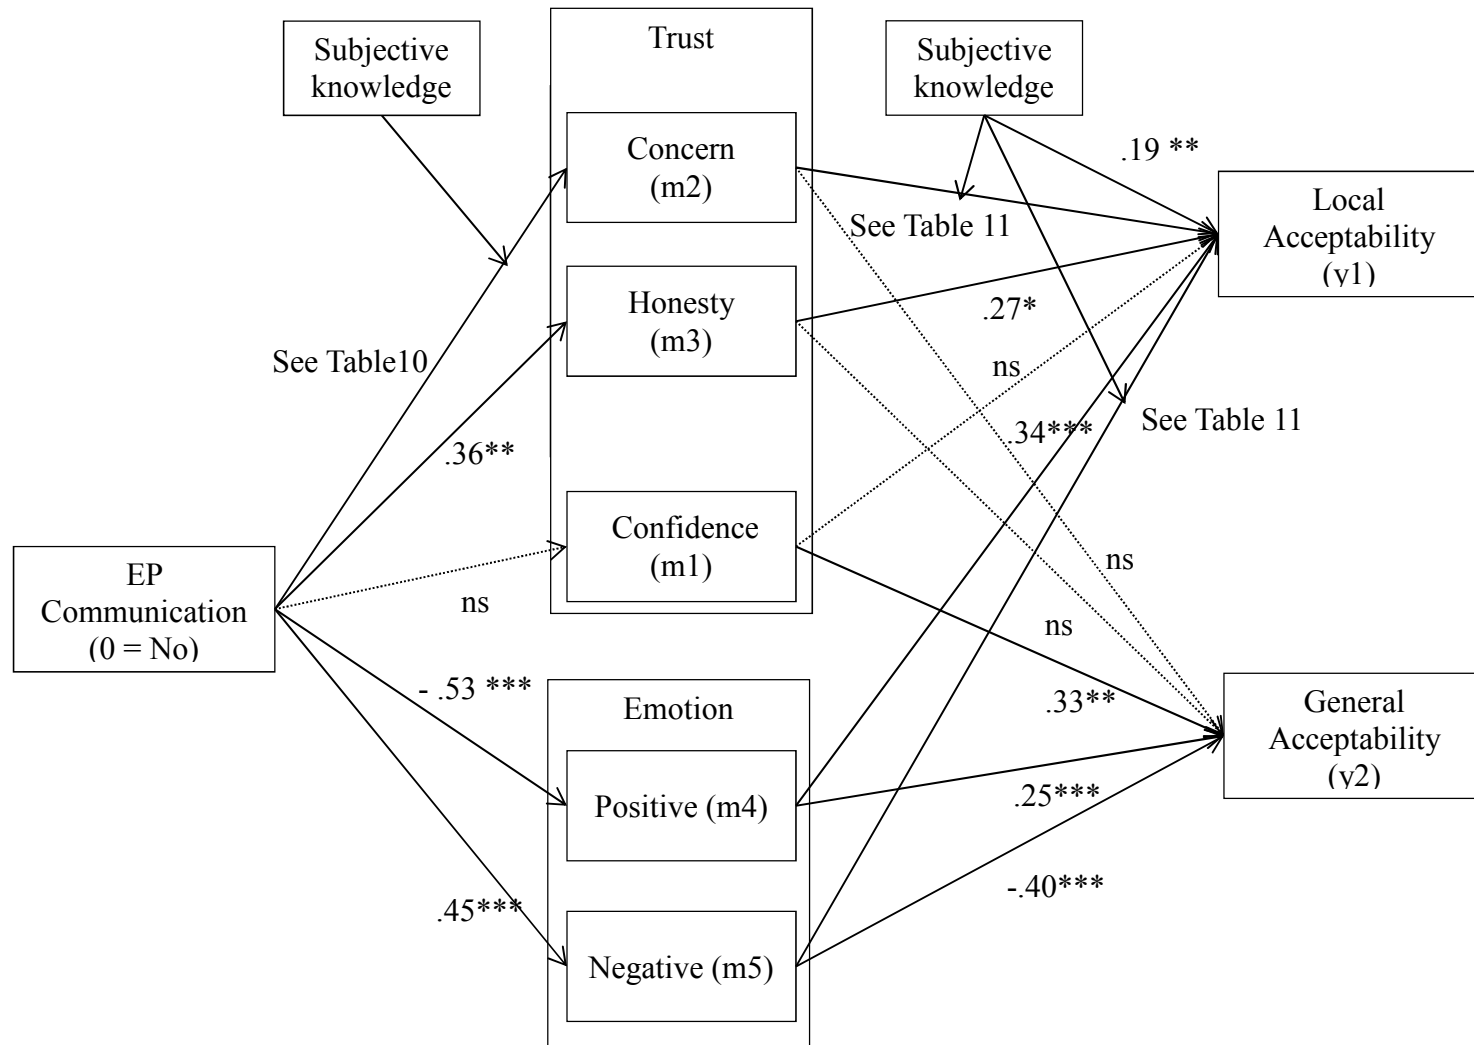 Subjective
knowledge
Trust
Subjective
knowledge
Concern
(m2)
.19 **
Local
Acceptability
(y1)
See Table 11
Honesty
(m3)
.27*
See Table10
ns
.34***
See Table 11
.36**
Confidence
(m1)
ns
EP
Communication
(0 = No)
ns
ns
- .53 ***
Emotion
.33**
General
Acceptability
(y2)
Positive (m4)
.25***
-.40***
.45***
Negative (m5)